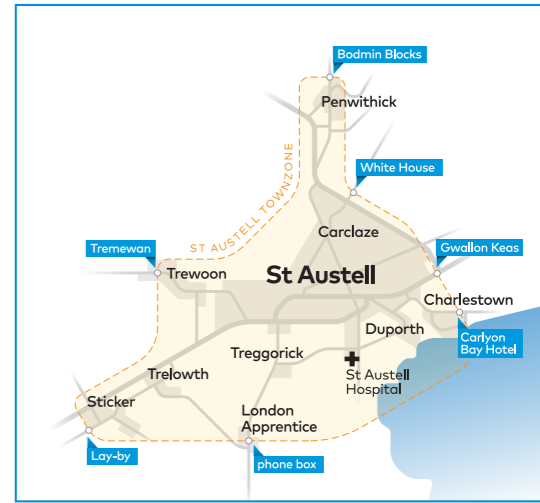 Bodmin Blocks
Penwithick
White House
ST AUSTELL TOWNZONE
Carclaze
Tremewan
Gwallon Keas
Trewoon
St Austell
Charlestown
Duporth
Carlyon
Bay Hotel
Treggorick
St Austell
Hospital
Trelowth
Sticker
London
Apprentice
Lay-by
phone box